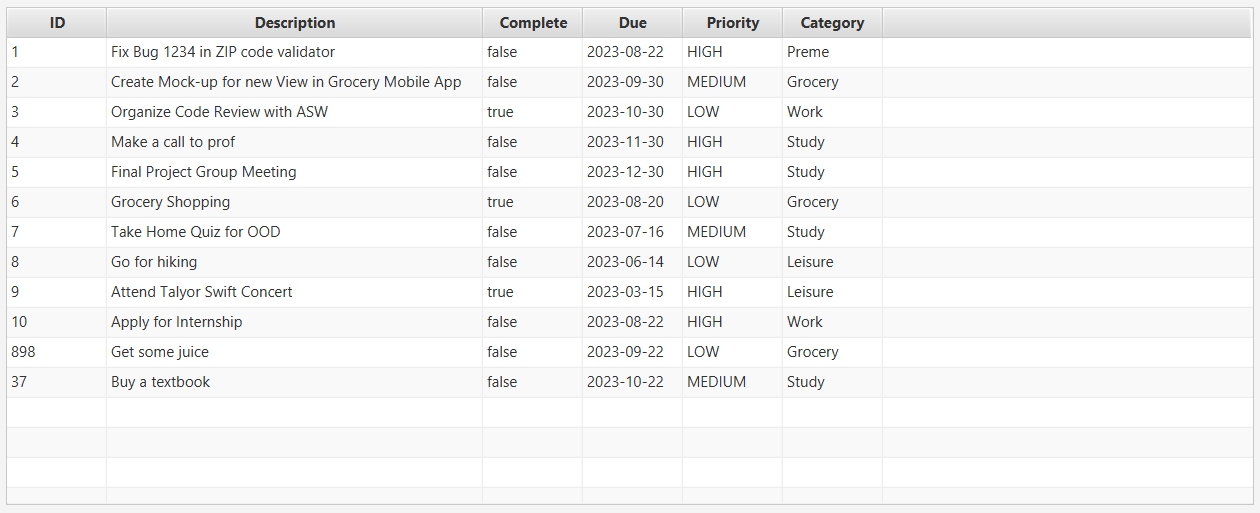 ID Description Complete Due Priority Category
1 Fix Bug 1234 in ZIP code validator false 2023-08-22 HIGH Preme
2 Create Mock-up for new View in Grocery Mobile App false 2023-09-30 MEDIUM Grocery
3 Organize Code Review with ASW true 2023-10-30 LOW Work
4 Make a call to prof false 2023-11-30 HIGH Study
5 Final Project Group Meeting false 2023-12-30 HIGH Study
6 Grocery Shopping true 2023-08-20 LOW Grocery
7 Take Home Quiz for OOD false 2023-07-16 MEDIUM Study
8 Go for hiking false 2023-06-14 LOW Leisure
9 Attend Talyor Swift Concert true 2023-03-15 HIGH Leisure
10 Apply for Internship false 2023-08-22 HIGH Work
898 Get some juice false 2023-09-22 LOW Grocery
37 Buy a textbook false 2023-10-22 MEDIUM Study